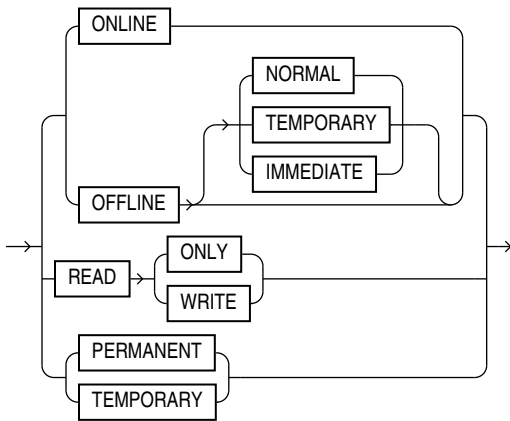 ONLINE
NORMAL
TEMPORARY
IMMEDIATE
OFFLINE
ONLY
READ
WRITE
PERMANENT
TEMPORARY